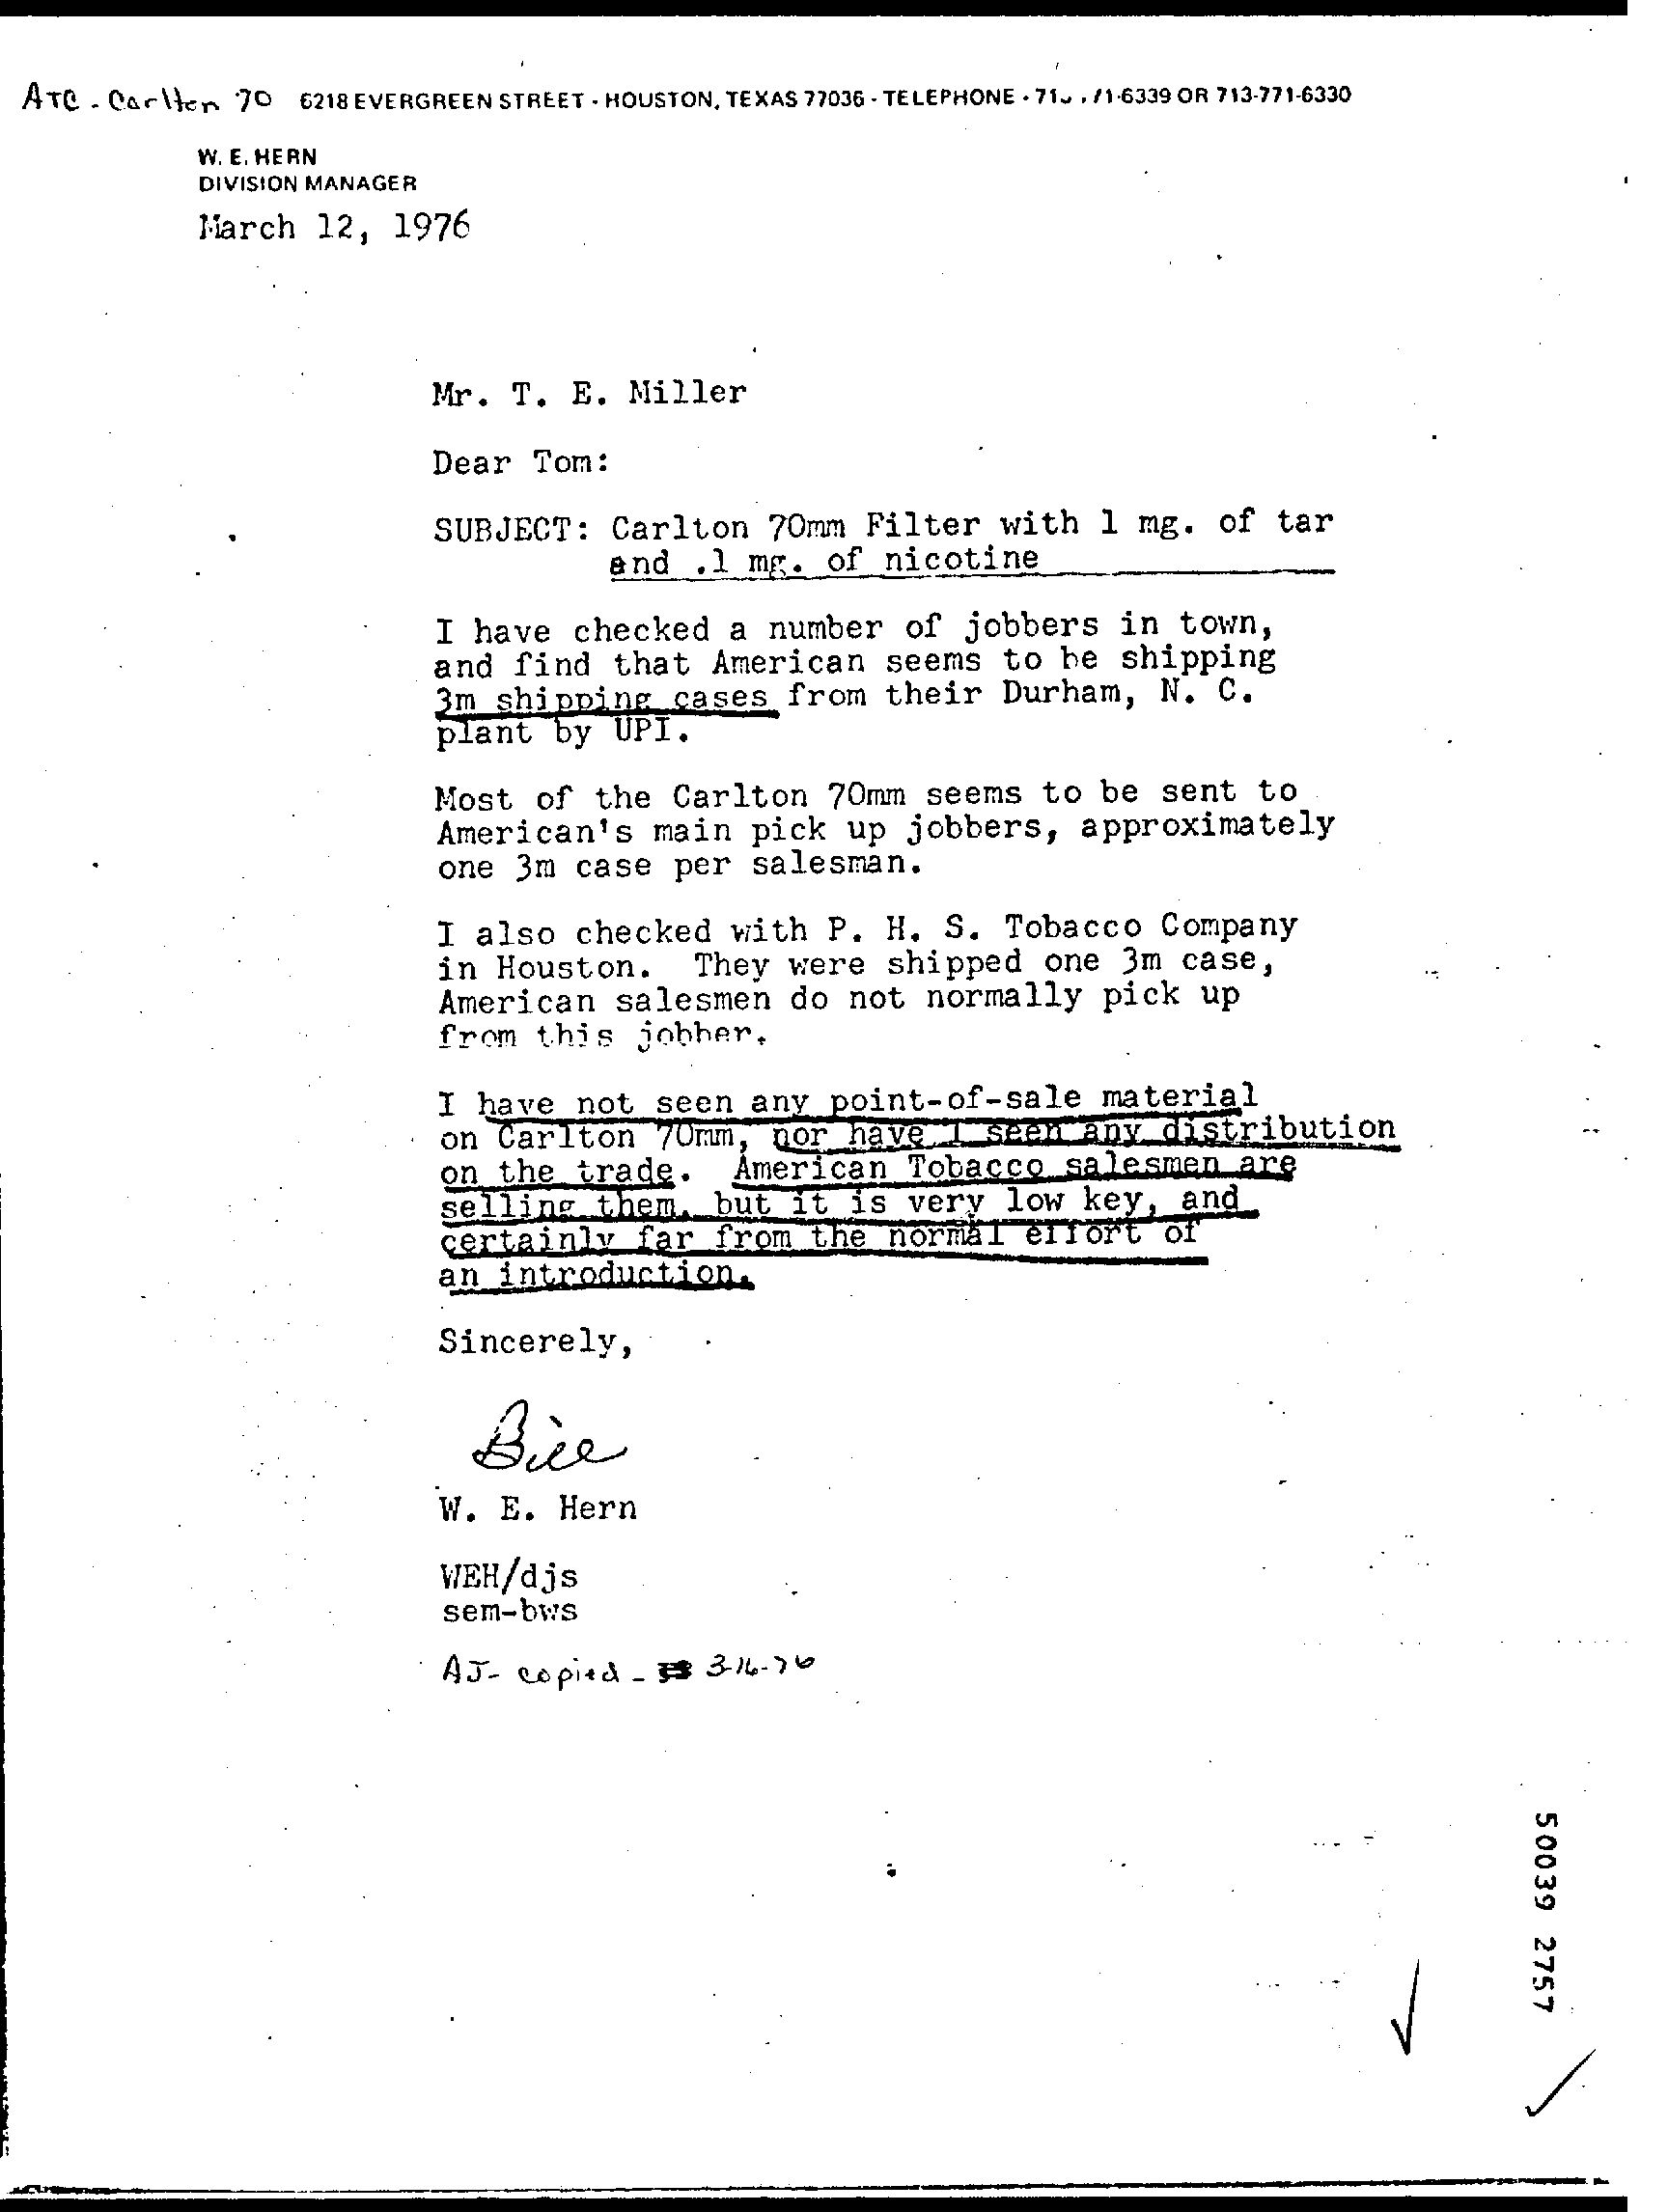 ATC - Carlton 70 6218 EVERGREEN STREET - HOUSTON, TEXAS 77036 - TELEPHONE - 71 71-6339 OR 713-771-6330
W. E. HERN
DIVISION MANAGER
March 12, 1976
Mr. T. E. Miller
Dear Tom:
SUBJECT: Carlton 70mm Filter with 1 mg. of tar
and .1 mg. of nicotine
I have checked a number of jobbers in town,
and find that American seems to be shipping
3m shipping cases from their Durham, N. C.
plant by UPI.
Most of the Carlton 70mm seems to be sent to
American's main pick up jobbers, approximately
one 3m case per salesman.
I also checked with P. H. S. Tobacco Company
in Houston. They were shipped one 3m case,
American salesmen do not normally pick up
from this jobber.
I have not seen any point-of-sale material
on Carlton 70mm, nor have I seen any distribution
on the trade. American Tobacco salesmen are
selling them, but it is very low key, and
certainly far from the normal effort of
an introduction.
Sincerely,
Bill
W. E. Hern
WEH/djs
sem-bws
AJ- copied - 3-16-76
50039 2757